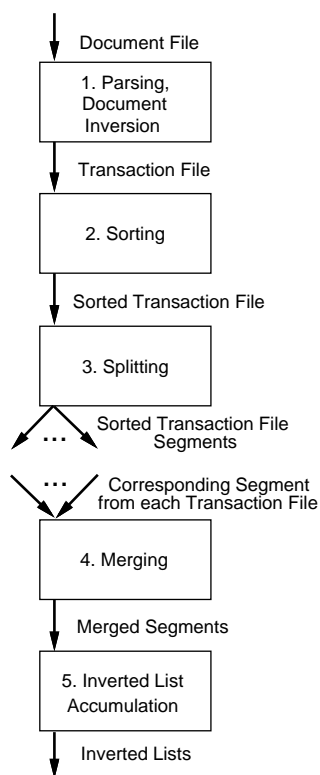 Document File
1. Parsing,
Document
Inversion
Transaction File
2. Sorting
Sorted Transaction File
3. Splitting
...
Sorted Transaction File
Segments
...
Corresponding Segment
from each Transaction File
4. Merging
Merged Segments
5. Inverted List
Accumulation
Inverted Lists